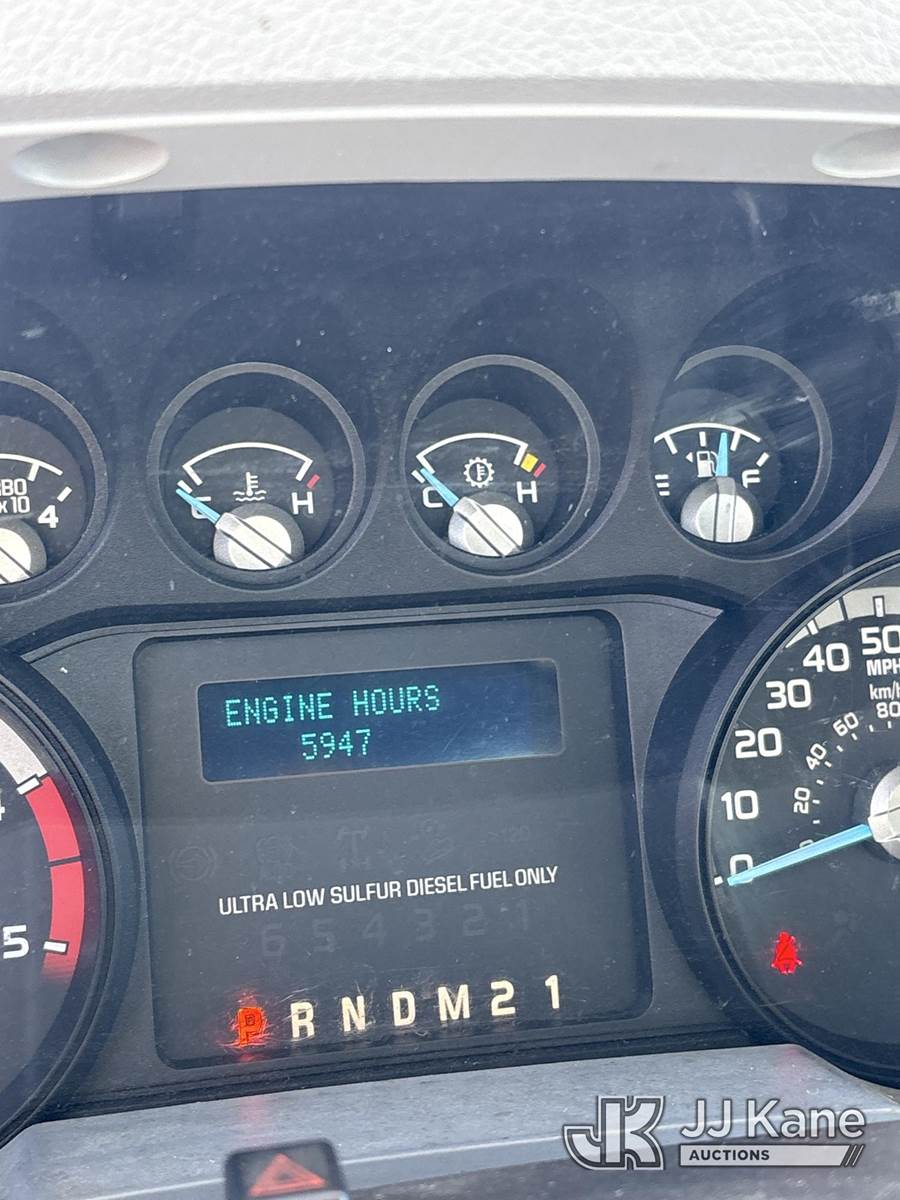 x10
4
C H
C H
E F
ENGINE HOURS
5947
ULTRA LOW SULFUR DIESEL FUEL ONLY
6 5 4 3 2 1
P R N D M 2 1
5
0
10
20
30
40
50
MPH
km/h
20
40
60
80
JK
JJ Kane
AUCTIONS